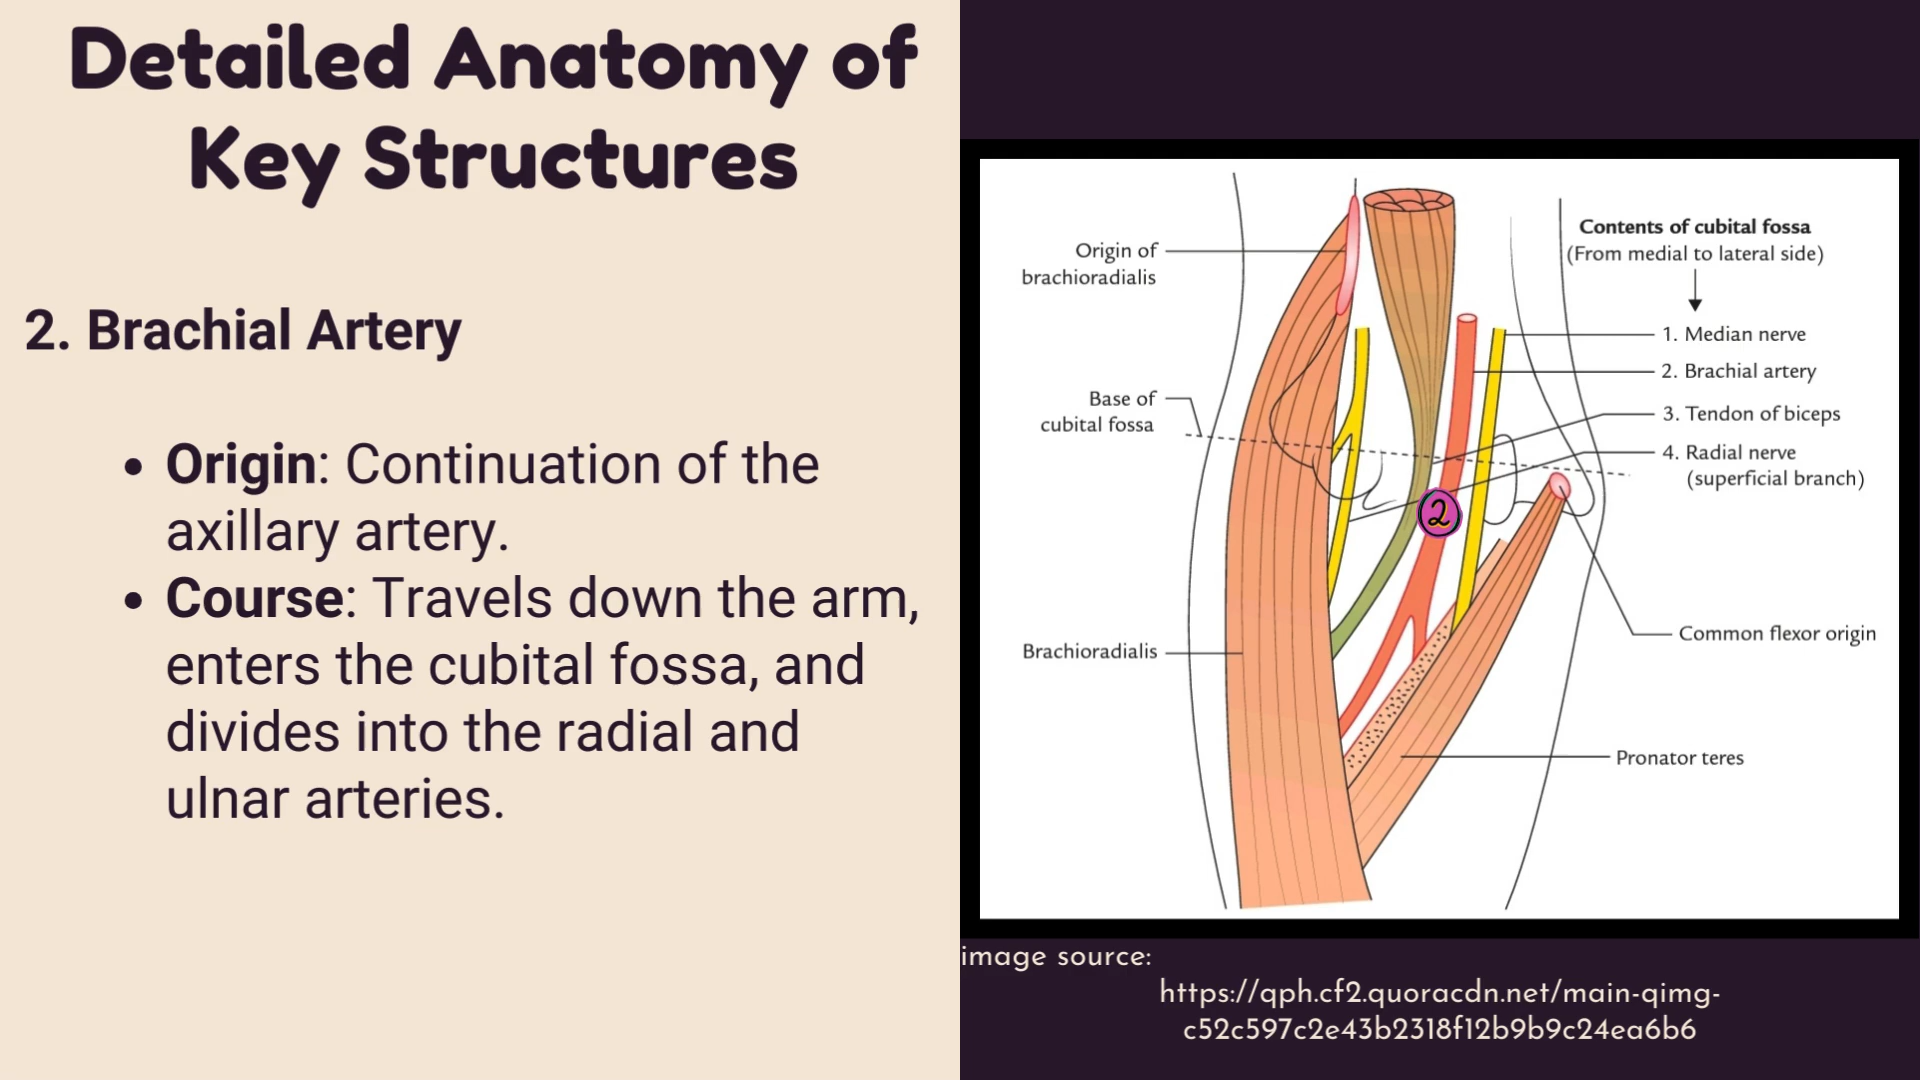 Detailed Anatomy of
Key Structures
2. Brachial Artery
• Origin: Continuation of the
axillary artery.
• Course: Travels down the arm,
enters the cubital fossa, and
divides into the radial and
ulnar arteries.
Origin of
brachioradialis
Base of
cubital fossa
Brachioradialis
Contents of cubital fossa
(From medial to lateral side)
1. Median nerve
2. Brachial artery
3. Tendon of biceps
4. Radial nerve
(superficial branch)
2
Common flexor origin
Pronator teres
image source:
https://qph.cf2.quoracdn.net/main-qimg-
c52c597c2e43b2318f12b9b9c24ea6b6